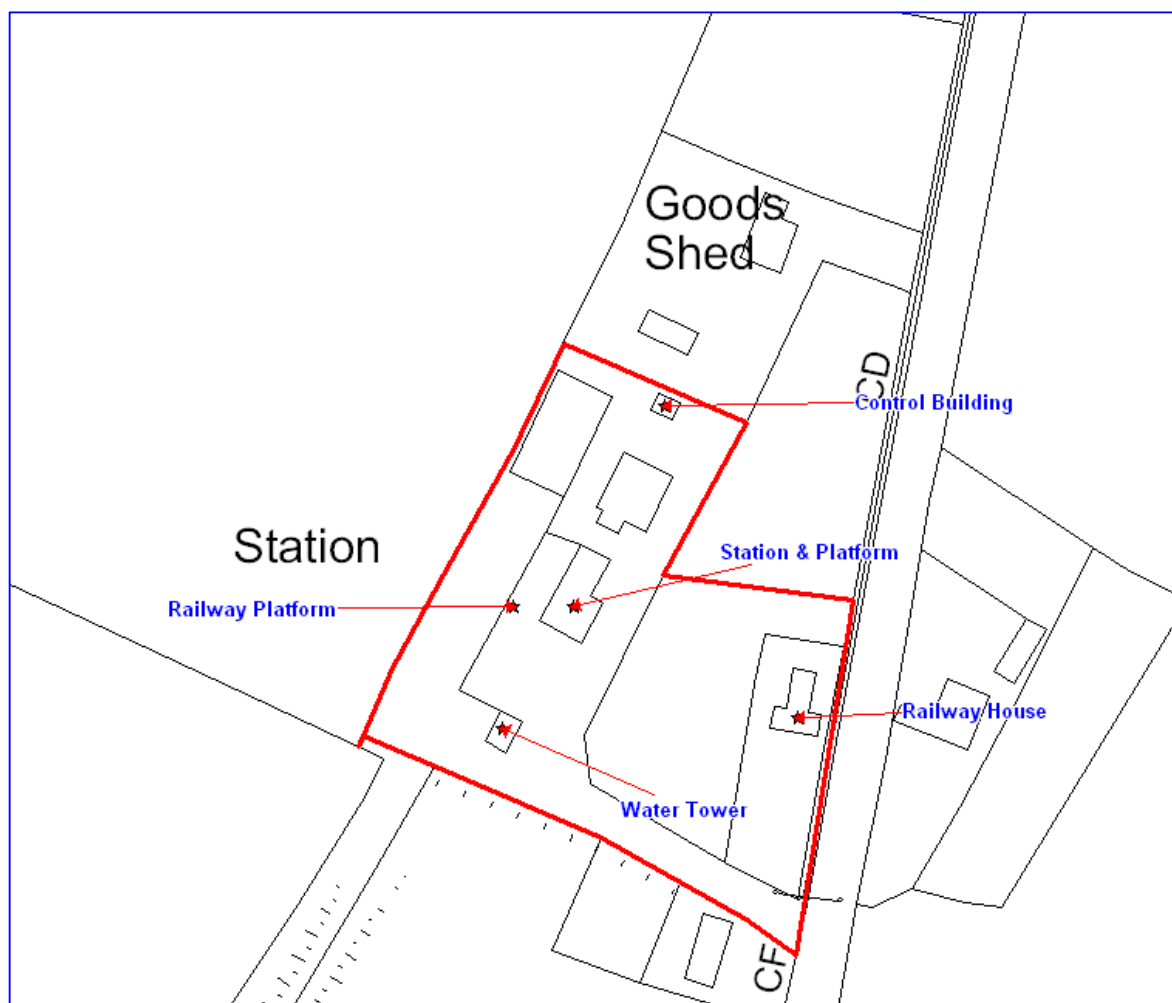 Goods
Shed
CD
Control Building
Station
Station & Platform
Railway Platform
Railway House
Water Tower
CF